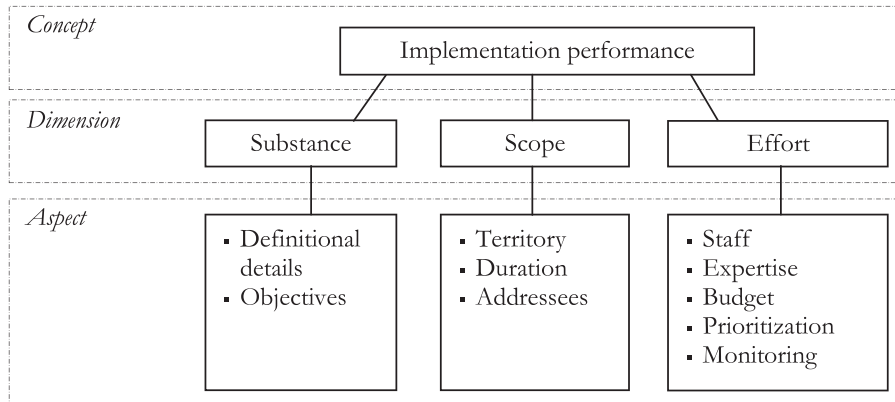 Concept
Implementation performance
Dimension
Substance
Scope
Effort
Aspect
▪ Definitional
details
▪ Objectives
▪ Territory
▪ Duration
▪ Addressees
▪ Staff
▪ Expertise
▪ Budget
▪ Prioritization
▪ Monitoring